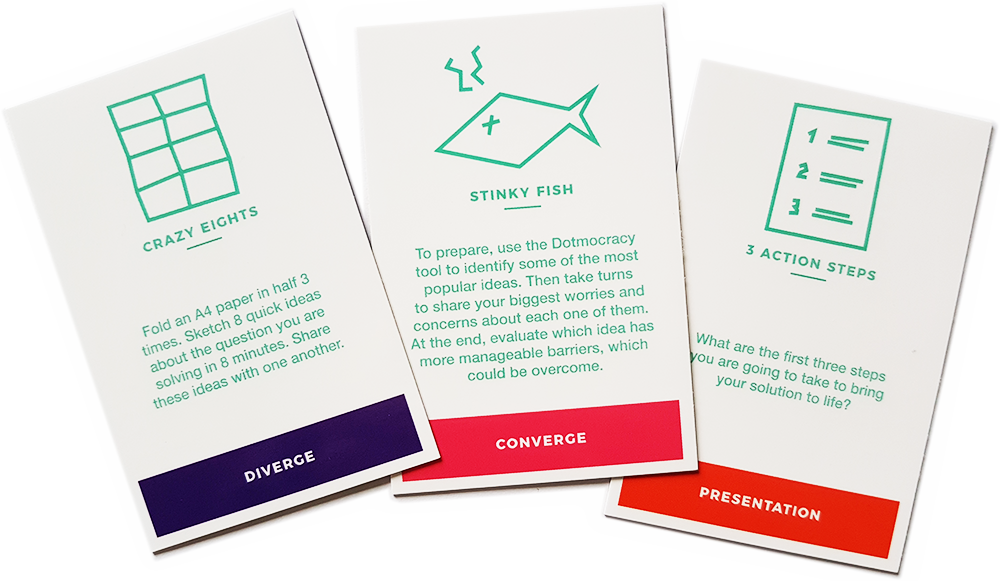 CRAZY EIGHTS
Fold an A4 paper in half 3
times. Sketch 8 quick ideas
about the question you are
solving in 8 minutes. Share
these ideas with one another.
DIVERGE
STINKY FISH
To prepare, use the Dotmocracy
tool to identify some of the most
popular ideas. Then take turns
to share your biggest worries and
concerns about each one of them.
At the end, evaluate which idea has
more manageable barriers, which
could be overcome.
CONVERGE
1
2
3
3 ACTION STEPS
What are the first three steps
you are going to take to bring
your solution to life?
PRESENTATION